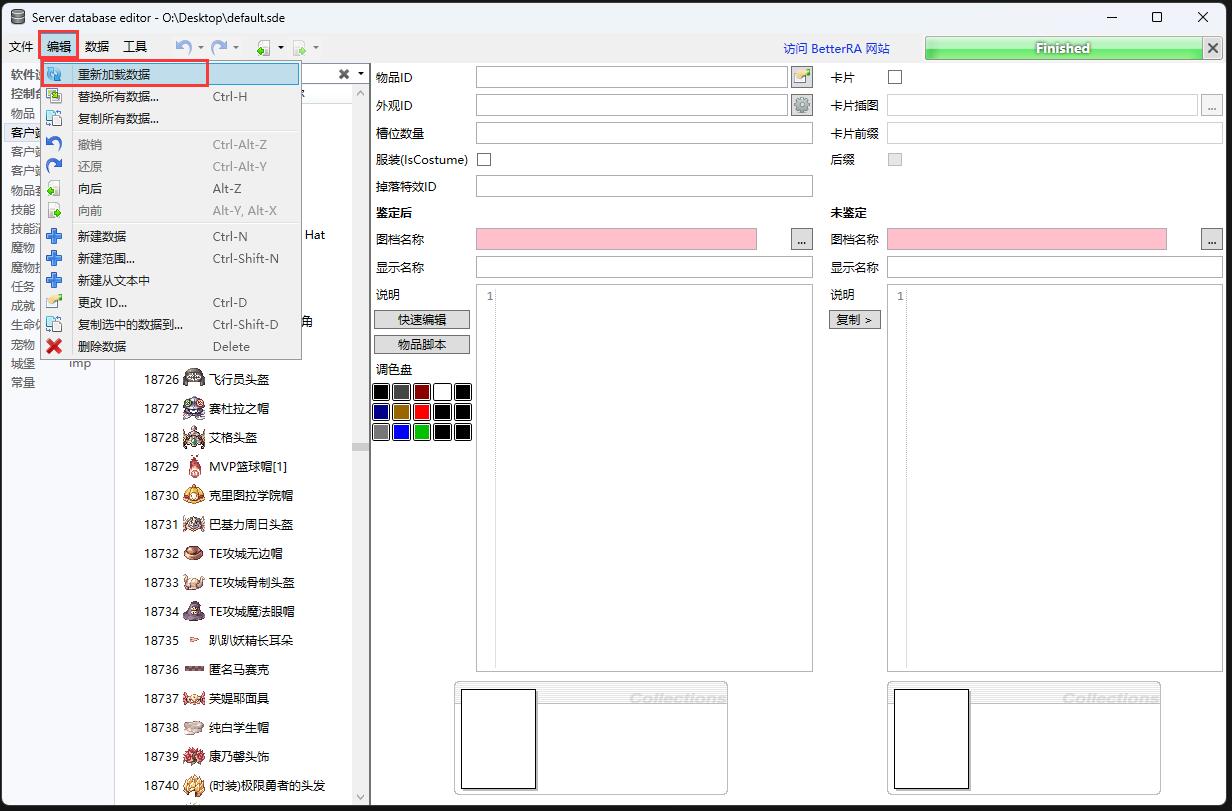 Server database editor - O:\Desktop\default.sde
文件 编辑 数据 工具
访问 BetterRA 网站
Finished
软件设
控制台
物品
客户端
客户端
客户端
物品套
技能
技能消
魔物
魔物技
任务
成就
生命体
宠物
城堡
imp
常量
重新加载数据
替换所有数据... Ctrl-H
复制所有数据...
撤销 Ctrl-Alt-Z
还原 Ctrl-Alt-Y
向后 Alt-Z
向前 Alt-Y, Alt-X
新建数据 Ctrl-N
新建范围... Ctrl-Shift-N
新建从文本中
更改 ID... Ctrl-D
复制选中的数据到... Ctrl-Shift-D
删除数据 Delete
Hat
角
18726 飞行员头盔
18727 赛杜拉之帽
18728 艾格头盔
18729 MVP篮球帽[1]
18730 克里图拉学院帽
18731 巴基力周日头盔
18732 TE攻城无边帽
18733 TE攻城骨制头盔
18734 TE攻城魔法眼帽
18735 趴趴妖精长耳朵
18736 匿名马赛克
18737 芙媞耶面具
18738 纯白学生帽
18739 康乃馨头饰
18740 (时装)极限勇者的头发
物品ID
外观ID
槽位数量
服装(IsCostume)
掉落特效ID
鉴定后
图档名称 ...
显示名称
说明
1
快速编辑
物品脚本
调色盘
Collections
卡片
卡片插图 ...
卡片前缀
后缀
未鉴定
图档名称 ...
显示名称
说明
1
复制 >
Collections